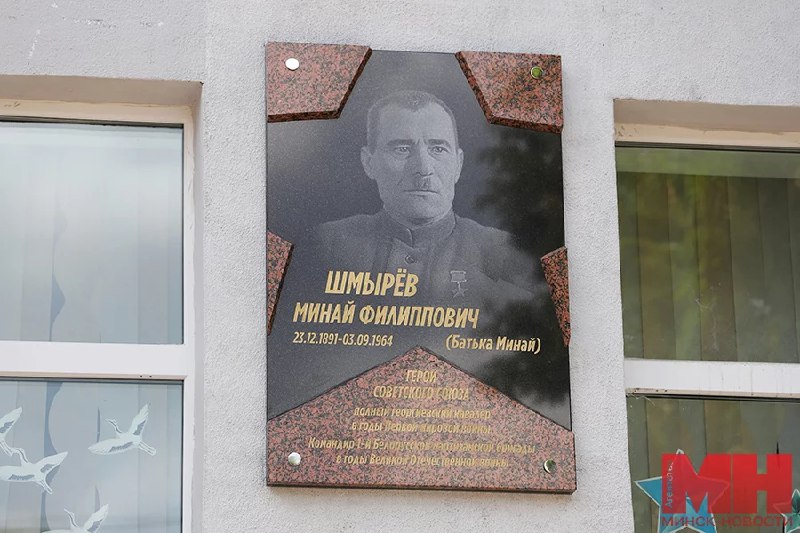 ШМЫРЁВ
МИНАЙ ФИЛИППОВИЧ
23.12.1891-03.09.1964 (Батька Минай)
ГЕРОЙ
СОВЕТСКОГО СОЮЗА
полный георгиевский кавалер
в годы Первой мировой войны.
Командир 1-й Белорусской партизанской бригады
в годы Великой Отечественной войны.
МН
МИНСК-НОВОСТИ